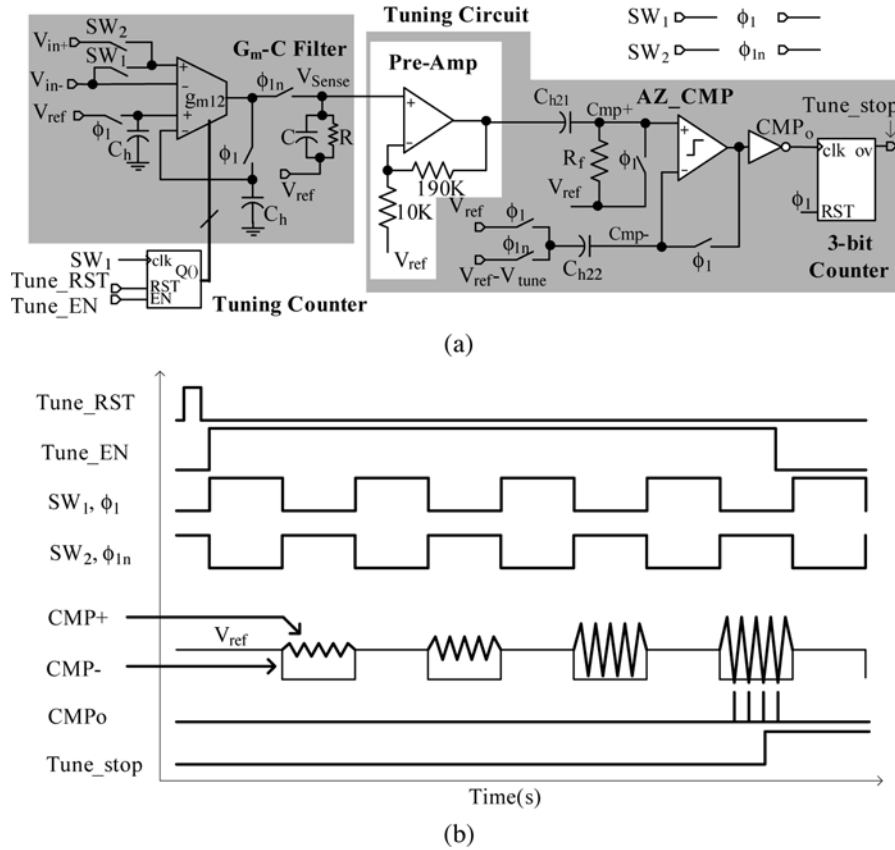 Tuning Circuit
SW1 ϕ1
SW2 ϕ1n
SW2
Vin+
SW1
Vin-
Gm-C Filter
gm12
ϕ1n
VSense
Vref
ϕ1
Ch
ϕ1
C
R
Vref
Ch
Pre-Amp
190K
10K
Vref
Ch21
Cmp+
AZ_CMP
Rf
ϕ1
Vref
CMPo
Tune_stop
clk ov
RST
ϕ1
3-bit
Counter
Vref
ϕ1
ϕ1n
Vref-Vtune
Ch22
Cmp-
ϕ1
SW1
clk
Q()
Tune_RST
RST
Tune_EN
EN
Tuning Counter
(a)
Tune_RST
Tune_EN
SW1, ϕ1
SW2, ϕ1n
CMP+
Vref
CMP-
CMPo
Tune_stop
Time(s)
(b)